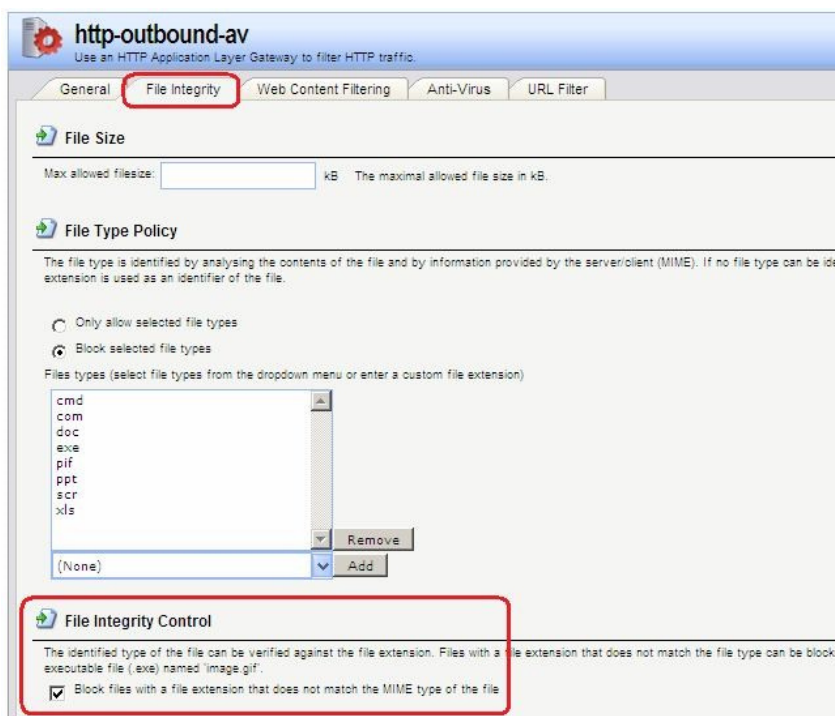 http-outbound-av
Use an HTTP Application Layer Gateway to filter HTTP traffic.
General File Integrity Web Content Filtering Anti-Virus URL Filter
File Size
Max allowed filesize: kB The maximal allowed file size in kB.
File Type Policy
The file type is identified by analysing the contents of the file and by information provided by the server/client (MIME). If no file type can be ide
extension is used as an identifier of the file.
Only allow selected file types
Block selected file types
Files types (select file types from the dropdown menu or enter a custom file extension)
cmd
com
doc
exe
pif
ppt
scr
xls
Remove
(None) Add
File Integrity Control
The identified type of the file can be verified against the file extension. Files with a file extension that does not match the file type can be block
executable file (.exe) named 'image.gif'.
Block files with a file extension that does not match the MIME type of the file